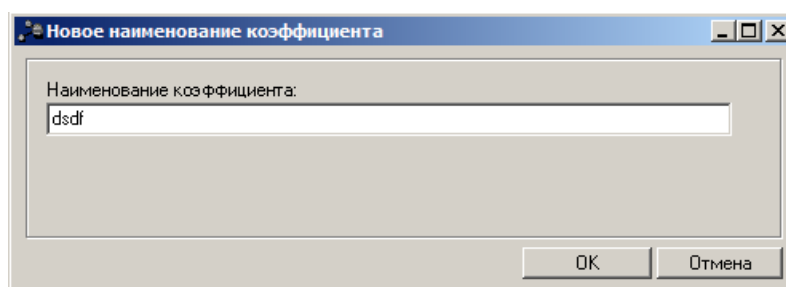 Новое наименование коэффициента
Наименование коэффициента:
dsdf
OK
Отмена